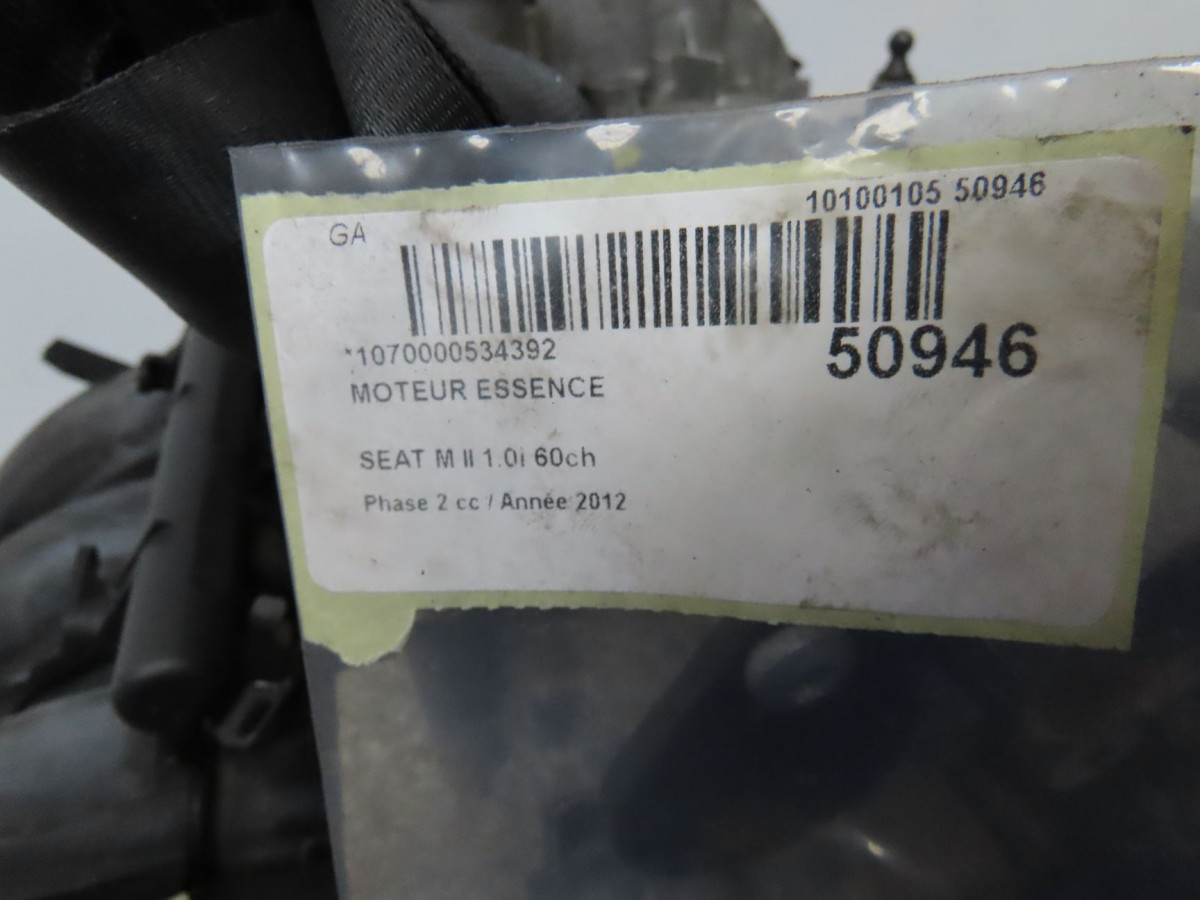 GA
10100105 50946
*1070000534392
50946
MOTEUR ESSENCE
SEAT M II 1.0i 60ch
Phase 2 cc / Année 2012